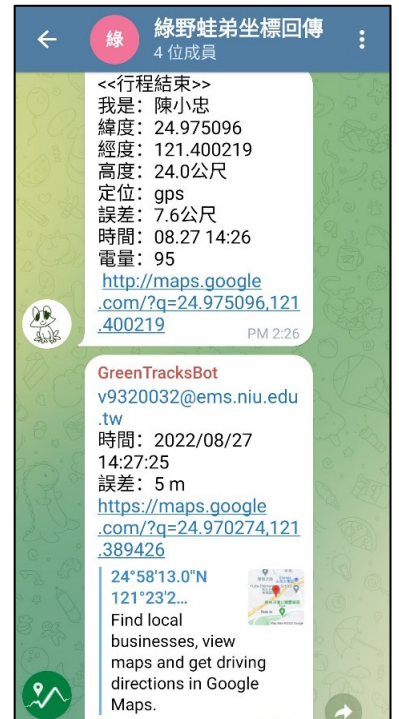 綠
綠野蛙弟坐標回傳
4 位成員
<<行程結束>>
我是：陳小忠
緯度：24.975096
經度：121.400219
高度：24.0公尺
定位：gps
誤差：7.6公尺
時間：08.27 14:26
電量：95
http://maps.google
.com/?q=24.975096,121
.400219
PM 2:26
GreenTracksBot
v9320032@ems.niu.edu
.tw
時間：2022/08/27
14:27:25
誤差：5 m
https://maps.google
.com/?q=24.970274,121
.389426
24°58'13.0"N
121°23'2...
Find local
businesses, view
maps and get driving
directions in Google
Maps.